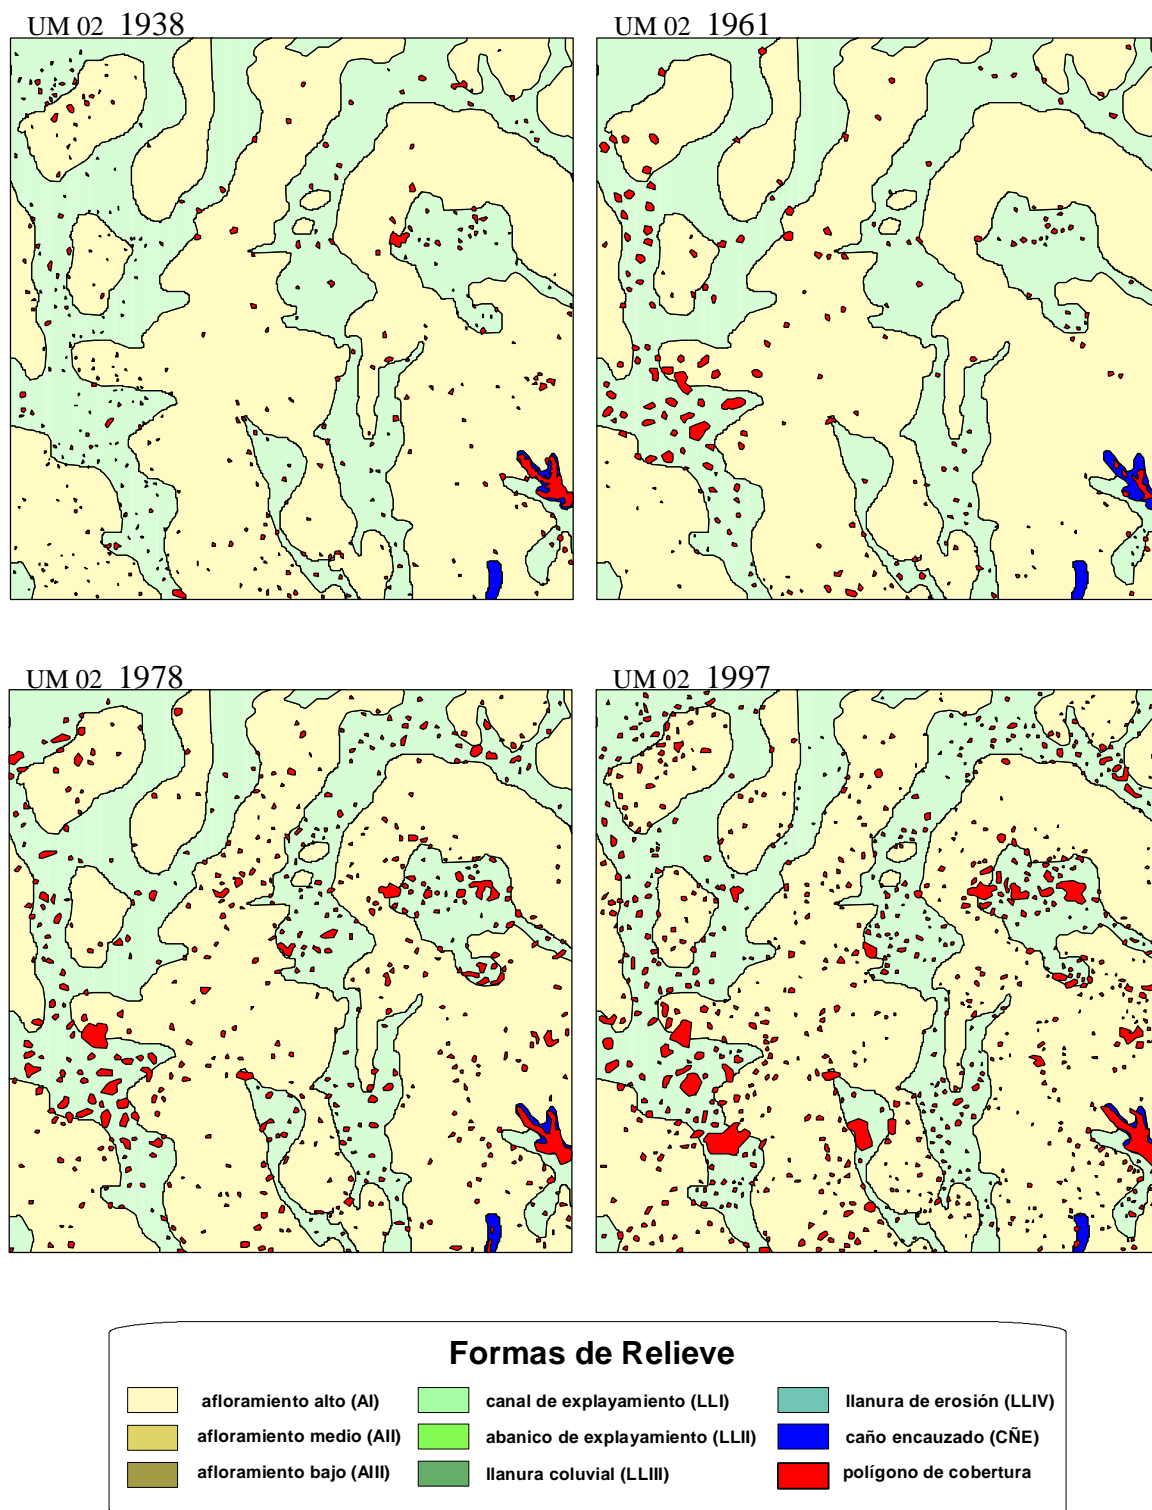 UM 02 1938
UM 02 1961
UM 02 1978
UM 02 1997
Formas de Relieve
afloramiento alto (AI)
canal de explayamiento (LLI)
llanura de erosión (LLIV)
afloramiento medio (AII)
abanico de explayamiento (LLII)
caño encauzado (CÑE)
afloramiento bajo (AIII)
llanura coluvial (LLIII)
polígono de cobertura